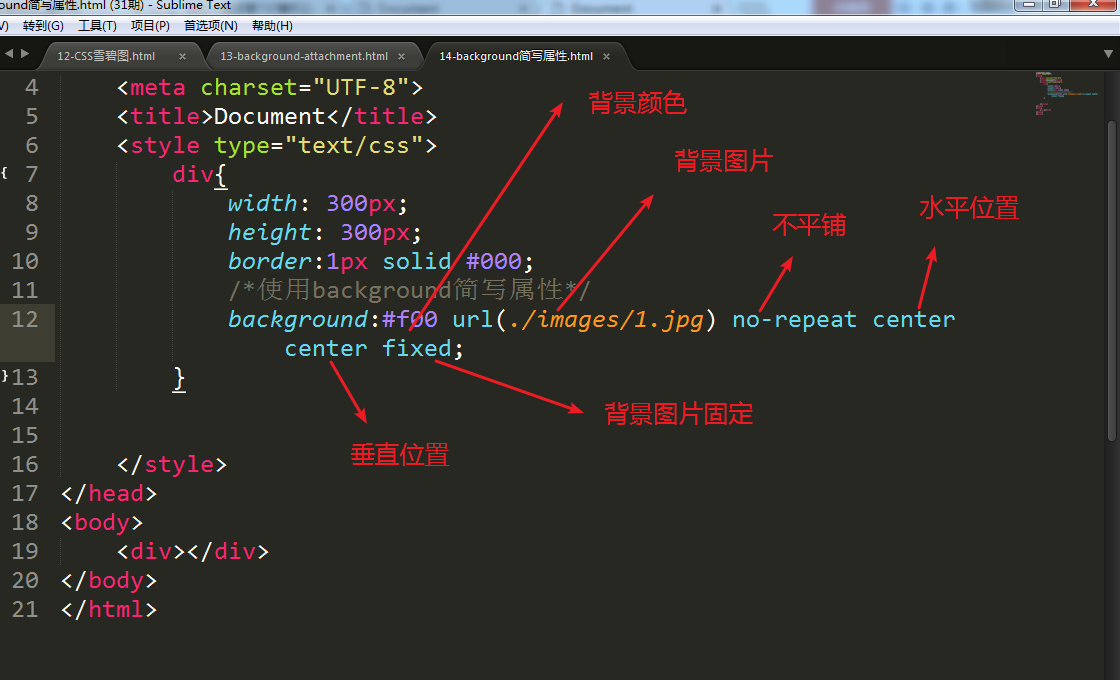 ound简写属性.html (31期) - Sublime Text
V) 转到(G) 工具(T) 项目(P) 首选项(N) 帮助(H)
12-CSS雪碧图.html × 13-background-attachment.html × 14-background简写属性.html ×
4 <meta charset="UTF-8">
背景颜色
5 <title>Document</title>
6 <style type="text/css">
背景图片
{ 7 div{
8 width: 300px;
水平位置
不平铺
9 height: 300px;
10 border:1px solid #000;
11 /*使用background简写属性*/
12 background:#f00 url(./images/1.jpg) no-repeat center
center fixed;
} 13 }
14
背景图片固定
15
垂直位置
16 </style>
17 </head>
18 <body>
19 <div></div>
20 </body>
21 </html>